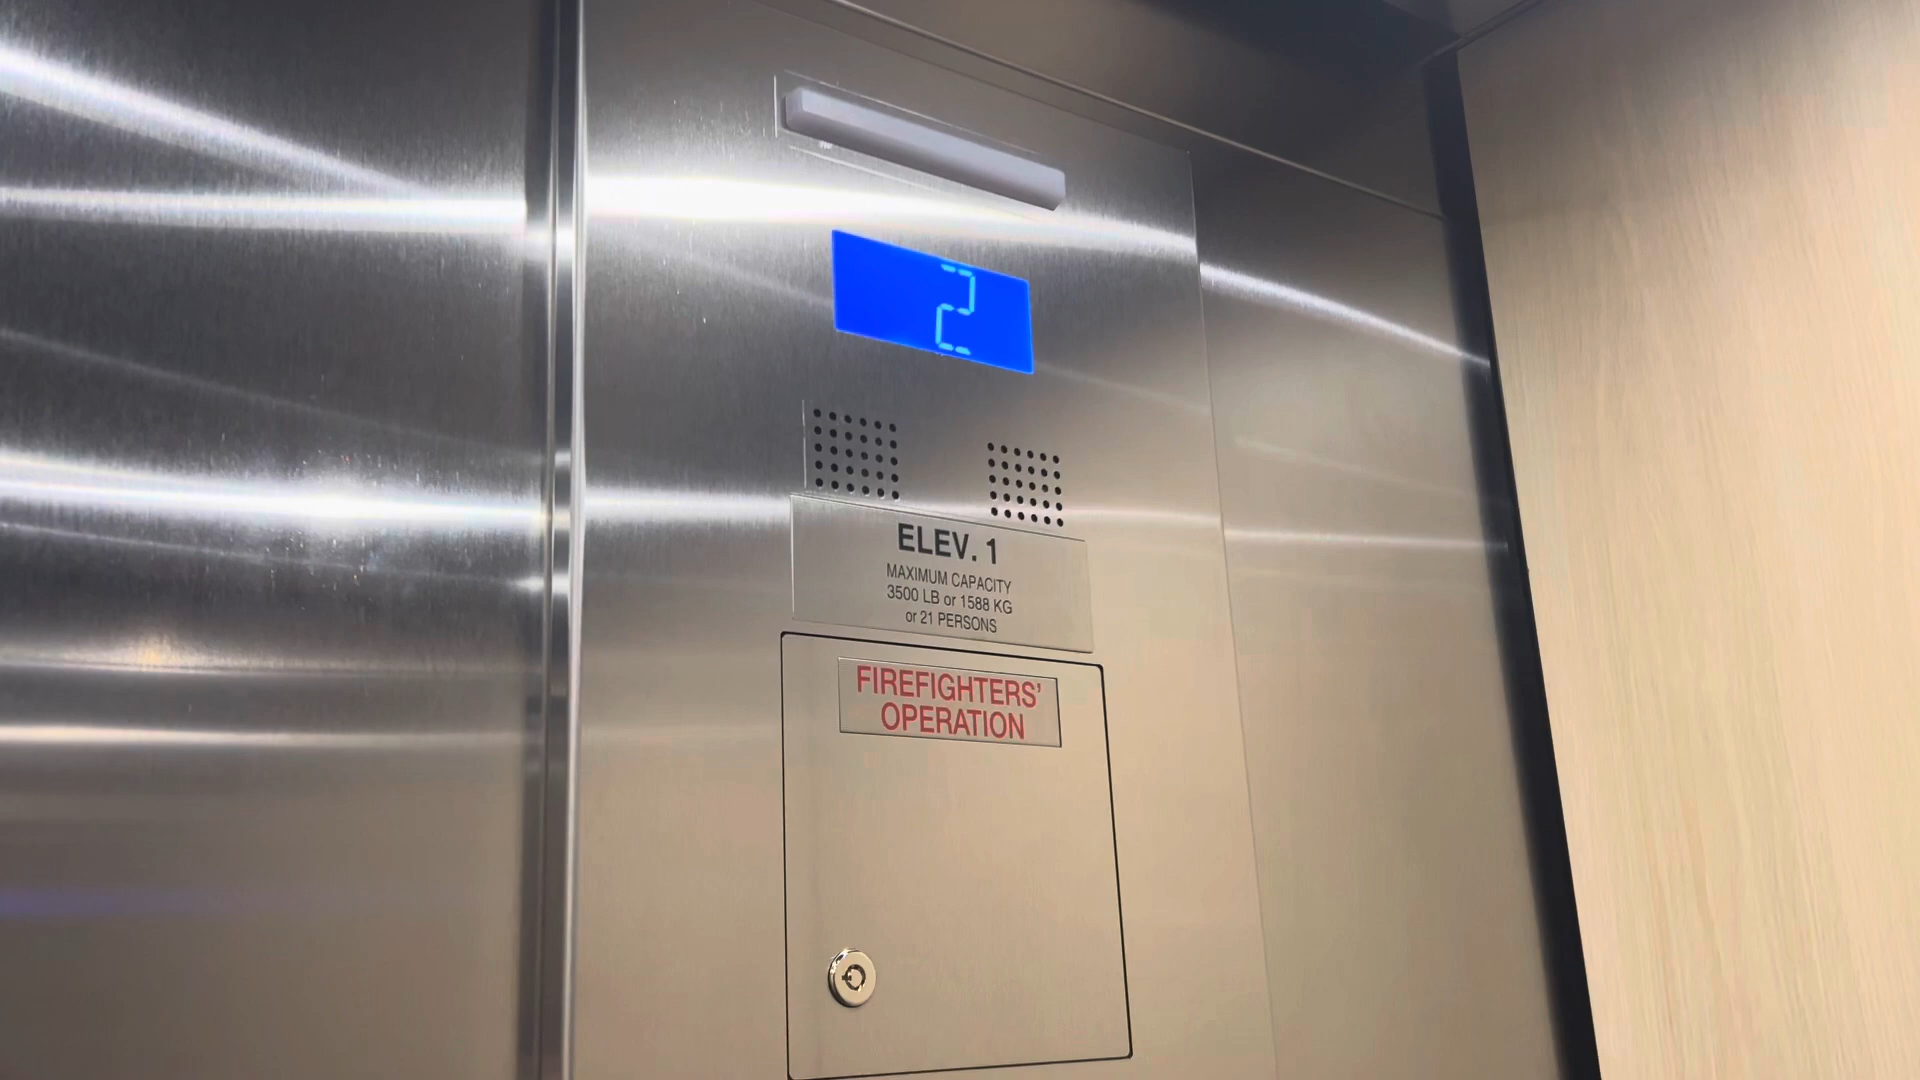 2
ELEV. 1
MAXIMUM CAPACITY
3500 LB or 1588 KG
or 21 PERSONS
FIREFIGHTERS'
OPERATION